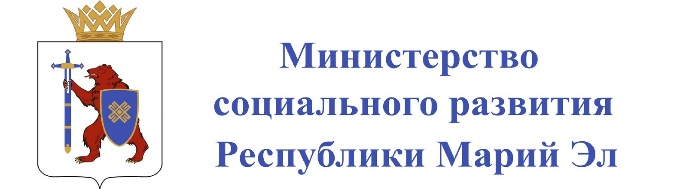 Министерство
социального развития
Республики Марий Эл